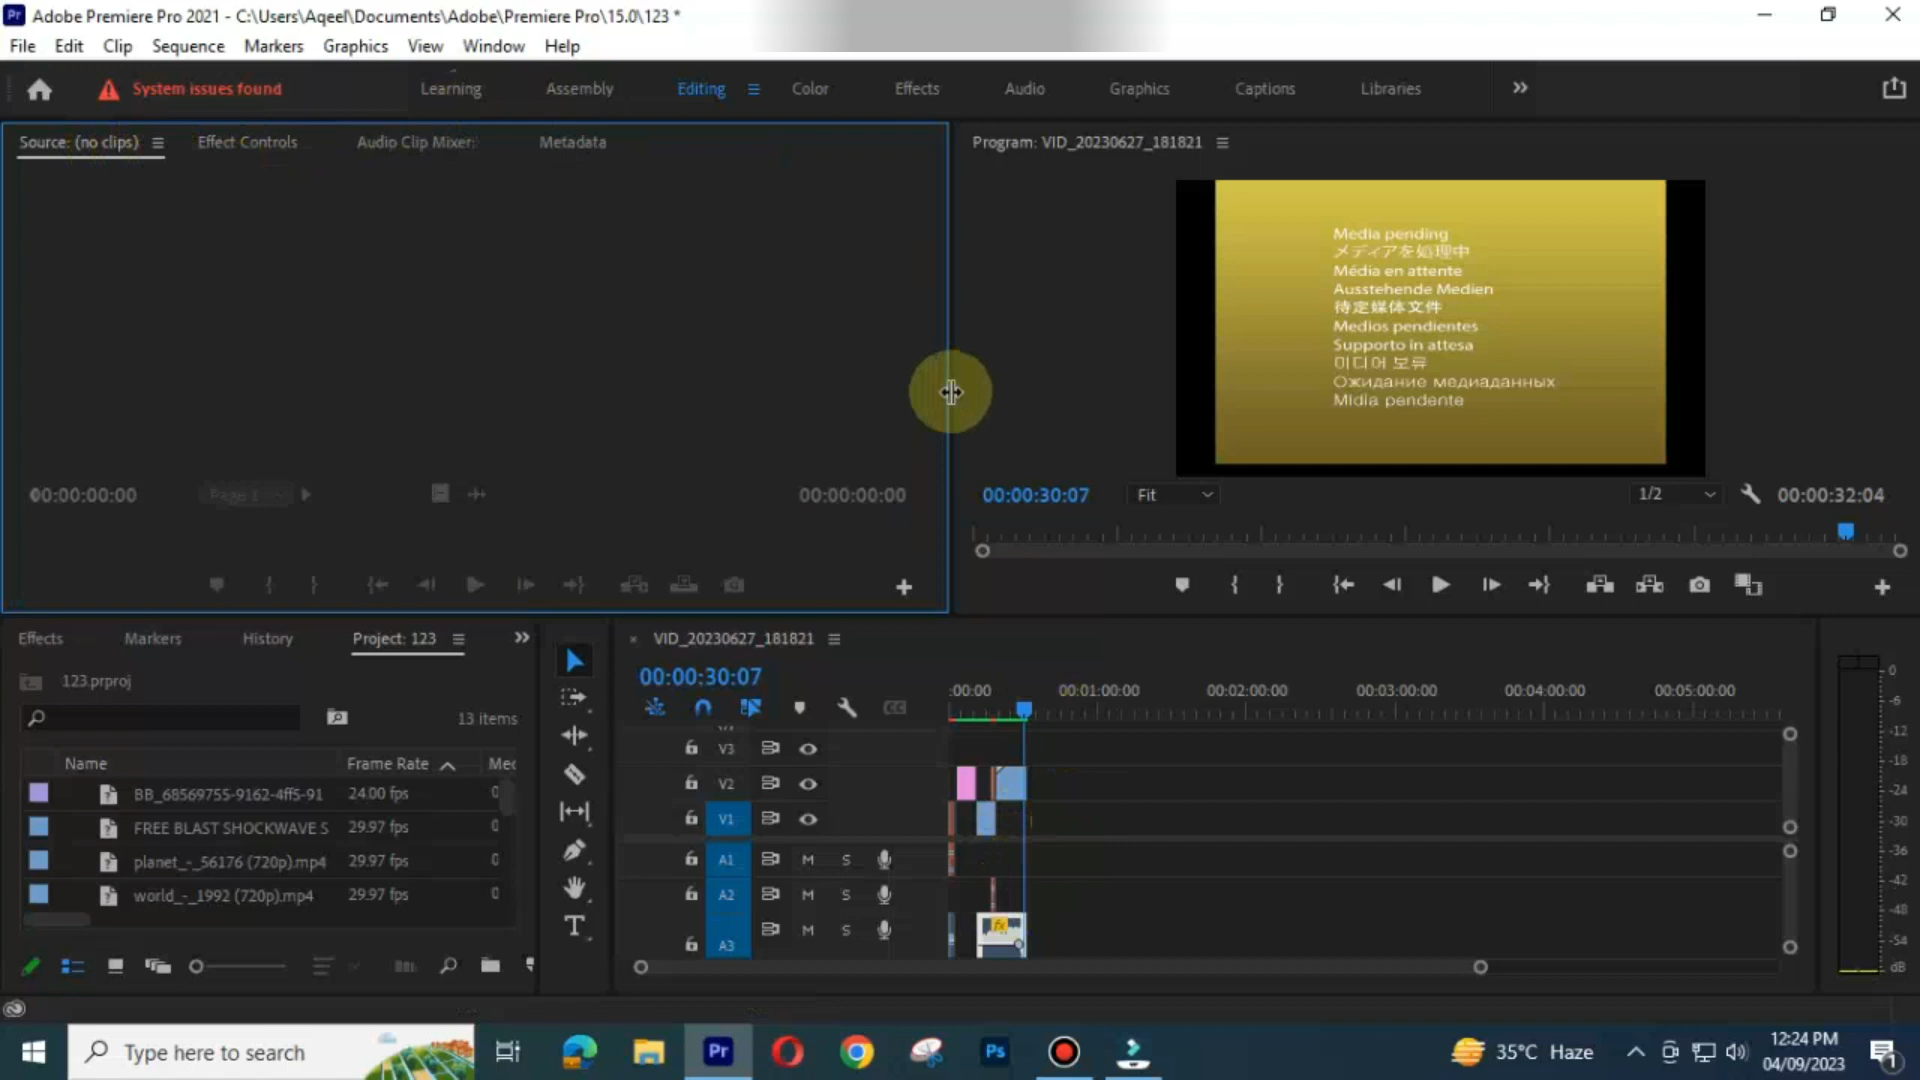 Adobe Premiere Pro 2021 - C:\Users\Aqeel\Documents\Adobe\Premiere Pro\15.0\123 *
File Edit Clip Sequence Markers Graphics View Window Help
System issues found Learning Assembly Editing Color Effects Audio Graphics Captions Libraries
Source: (no clips) Effect Controls Audio Clip Mixer: Metadata
Program: VID_20230627_181821
Media pending
メディアを処理中
Média en attente
Ausstehende Medien
待定媒体文件
Medios pendientes
Supporto in attesa
미디어 보류
Ожидание медиаданных
Mídia pendente
00:00:00:00 Page 1 00:00:00:00
00:00:30:07 Fit 1/2 00:00:32:04
Effects Markers History Project: 123
123.prproj
13 items
Name Frame Rate Mec
BB_68569755-9162-4ff5-91 24.00 fps 0
FREE BLAST SHOCKWAVE S 29.97 fps 0
planet_-_56176 (720p).mp4 29.97 fps 0
world_-_1992 (720p).mp4 29.97 fps 0
VID_20230627_181821
00:00:30:07
:00:00 00:01:00:00 00:02:00:00 00:03:00:00 00:04:00:00 00:05:00:00
V3
V2
V1
A1 M S
A2 M S
A3 M S
fx
0
-6
-12
-18
-24
-30
-36
-42
-48
-54
dB
Type here to search
Pr
Ps
35°C Haze
12:24 PM
04/09/2023
1